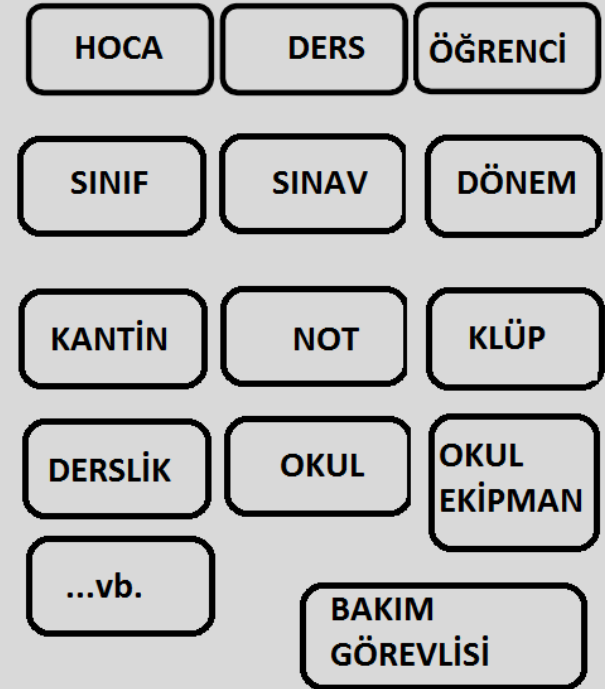 HOCA
DERS
ÖĞRENCİ
SINIF
SINAV
DÖNEM
KANTİN
NOT
KLÜP
DERSLİK
OKUL
OKUL
EKİPMAN
...vb.
BAKIM
GÖREVLİSİ